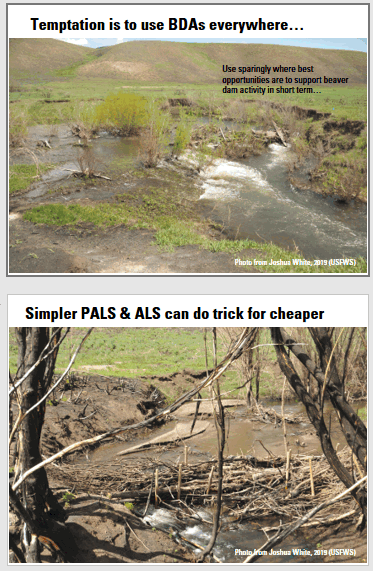 Temptation is to use BDAs everywhere…
Use sparingly where best
opportunities are to support beaver
dam activity in short term…
Photo from Joshua White, 2019 (USFWS)
Simpler PALS & ALS can do trick for cheaper
Photo from Joshua White, 2019 (USFWS)